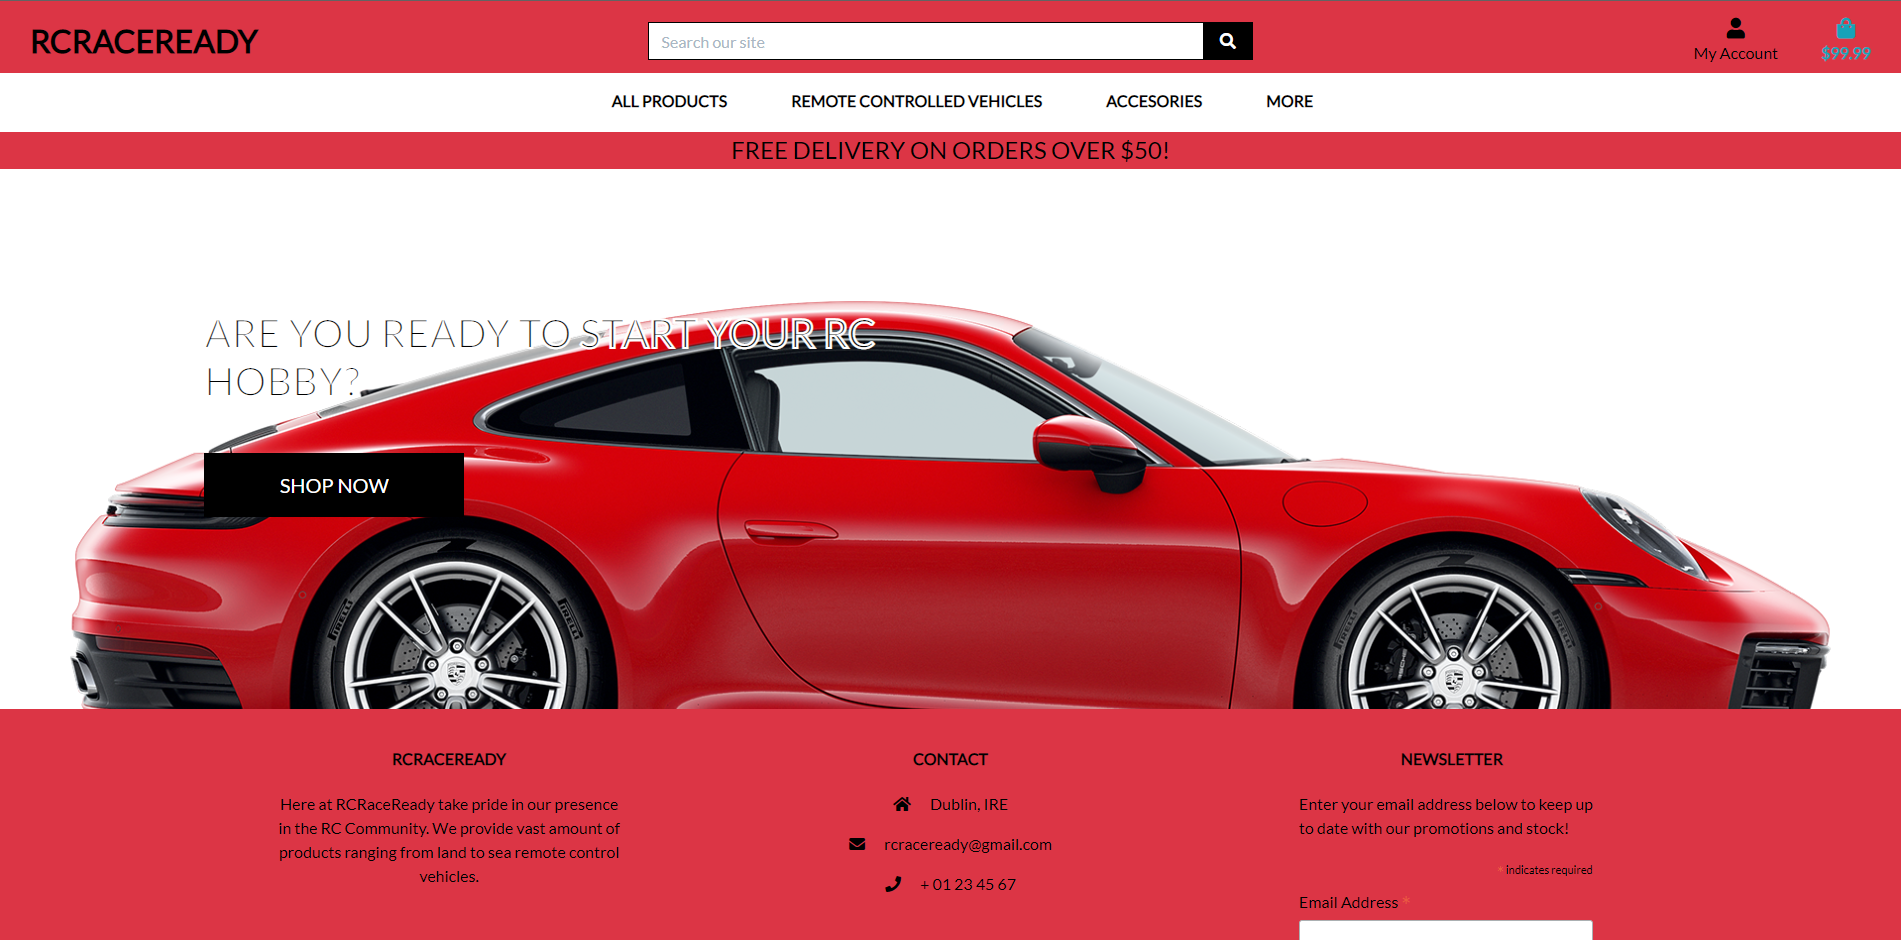 RCRACEREADY
Search our site
My Account
$99.99
ALL PRODUCTS
REMOTE CONTROLLED VEHICLES
ACCESORIES
MORE
FREE DELIVERY ON ORDERS OVER $50!
ARE YOU READY TO START YOUR RC
HOBBY?
SHOP NOW
PIRELLI
PIRELLI
RCRACEREADY
Here at RCRaceReady take pride in our presence
in the RC Community. We provide vast amount of
products ranging from land to sea remote control
vehicles.
CONTACT
Dublin, IRE
rcraceready@gmail.com
+ 01 23 45 67
NEWSLETTER
Enter your email address below to keep up
to date with our promotions and stock!
* indicates required
Email Address *